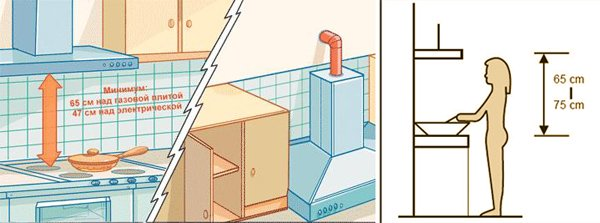 Минимум:
65 см над газовой плитой
47 см над электрической
65 cm
75 cm